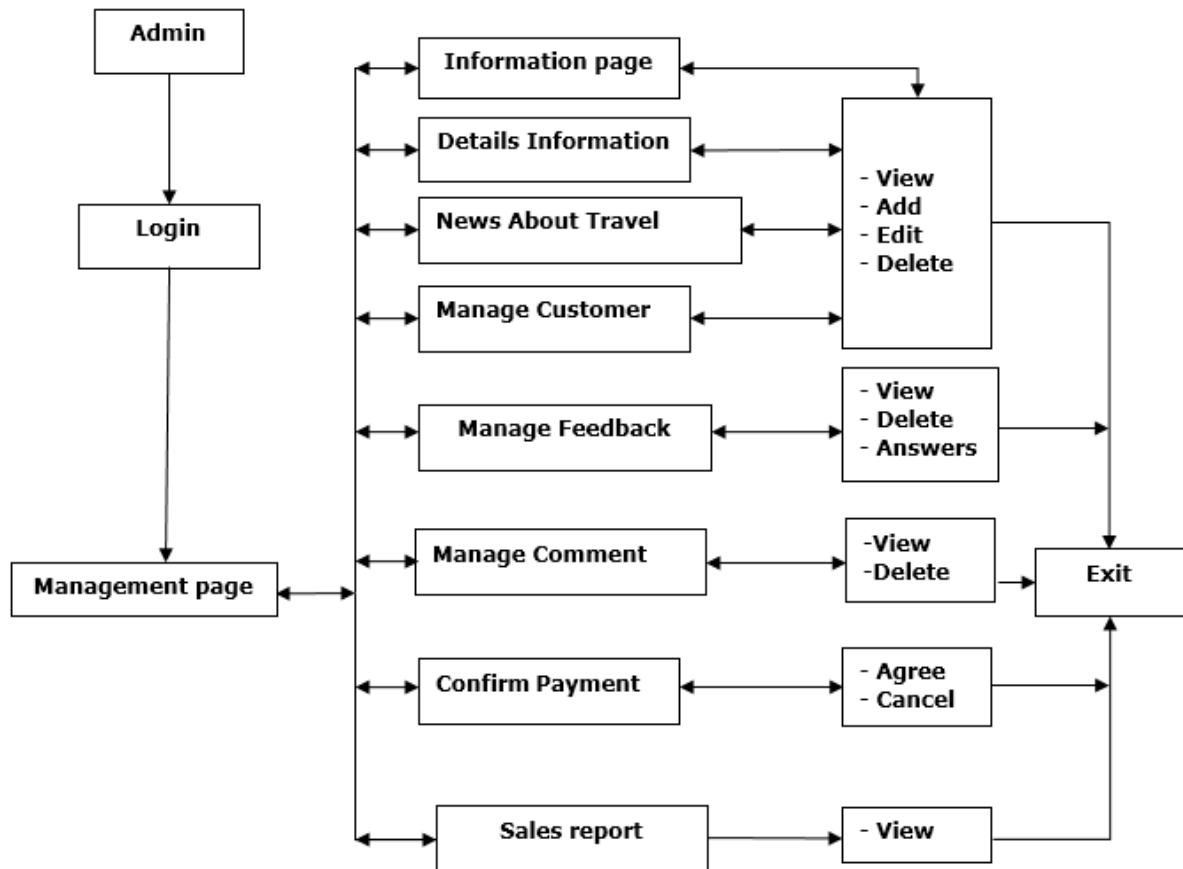 Admin
Login
Management page
Information page
Details Information
News About Travel
Manage Customer
Manage Feedback
Manage Comment
Confirm Payment
Sales report
- View
- Add
- Edit
- Delete
- View
- Delete
- Answers
-View
-Delete
- Agree
- Cancel
- View
Exit